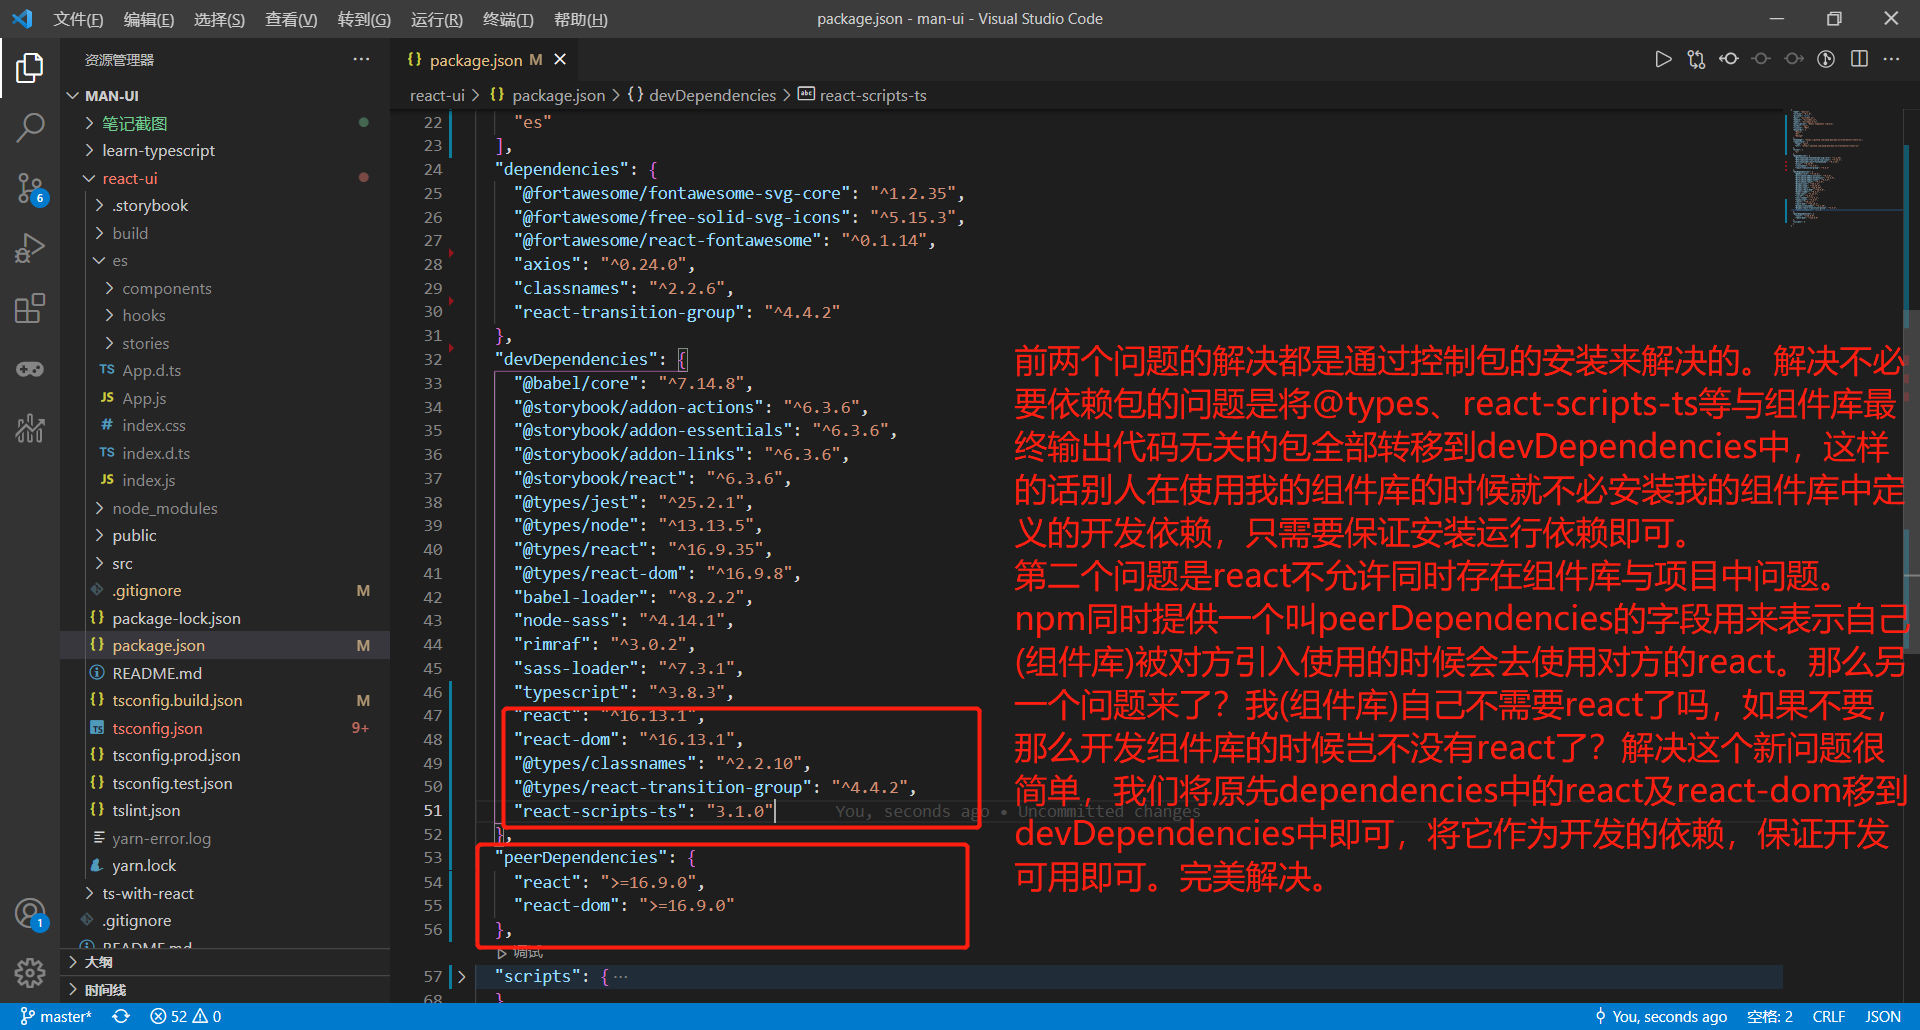 文件(F) 编辑(E) 选择(S) 查看(V) 转到(G) 运行(R) 终端(T) 帮助(H)
package.json - man-ui - Visual Studio Code
资源管理器
MAN-UI
笔记截图
learn-typescript
react-ui
.storybook
build
es
components
hooks
stories
TS App.d.ts
JS App.js
# index.css
TS index.d.ts
JS index.js
node_modules
public
src
.gitignore M
{} package-lock.json
{} package.json M
README.md
{} tsconfig.build.json M
TS tsconfig.json 9+
{} tsconfig.prod.json
{} tsconfig.test.json
{} tslint.json
yarn-error.log
yarn.lock
ts-with-react
.gitignore
README.md
大纲
时间线
6
1
{} package.json M
react-ui > {} package.json > {} devDependencies > abc react-scripts-ts
22 "es"
23 ],
24 "dependencies": {
25 "@fortawesome/fontawesome-svg-core": "^1.2.35",
26 "@fortawesome/free-solid-svg-icons": "^5.15.3",
27 "@fortawesome/react-fontawesome": "^0.1.14",
28 "axios": "^0.24.0",
29 "classnames": "^2.2.6",
30 "react-transition-group": "^4.4.2"
31 },
32 "devDependencies": {
33 "@babel/core": "^7.14.8",
34 "@storybook/addon-actions": "^6.3.6",
35 "@storybook/addon-essentials": "^6.3.6",
36 "@storybook/addon-links": "^6.3.6",
37 "@storybook/react": "^6.3.6",
38 "@types/jest": "^25.2.1",
39 "@types/node": "^13.13.5",
40 "@types/react": "^16.9.35",
41 "@types/react-dom": "^16.9.8",
42 "babel-loader": "^8.2.2",
43 "node-sass": "^4.14.1",
44 "rimraf": "^3.0.2",
45 "sass-loader": "^7.3.1",
46 "typescript": "^3.8.3",
47 "react": "^16.13.1",
48 "react-dom": "^16.13.1",
49 "@types/classnames": "^2.2.10",
50 "@types/react-transition-group": "^4.4.2",
51 "react-scripts-ts": "3.1.0" You, seconds ago • Uncommitted changes
52 },
53 "peerDependencies": {
54 "react": ">=16.9.0",
55 "react-dom": ">=16.9.0"
56 },
调试
57 "scripts": { ···
68 }
前两个问题的解决都是通过控制包的安装来解决的。解决不必
要依赖包的问题是将@types、react-scripts-ts等与组件库最
终输出代码无关的包全部转移到devDependencies中，这样
的话别人在使用我的组件库的时候就不必安装我的组件库中定
义的开发依赖，只需要保证安装运行依赖即可。
第二个问题是react不允许同时存在组件库与项目中问题。
npm同时提供一个叫peerDependencies的字段用来表示自己
(组件库)被对方引入使用的时候会去使用对方的react。那么另
一个问题来了？我(组件库)自己不需要react了吗，如果不要，
那么开发组件库的时候岂不没有react了？解决这个新问题很
简单，我们将原先dependencies中的react及react-dom移到
devDependencies中即可，将它作为开发的依赖，保证开发
可用即可。完美解决。
master* 52 0
You, seconds ago 空格: 2 CRLF JSON